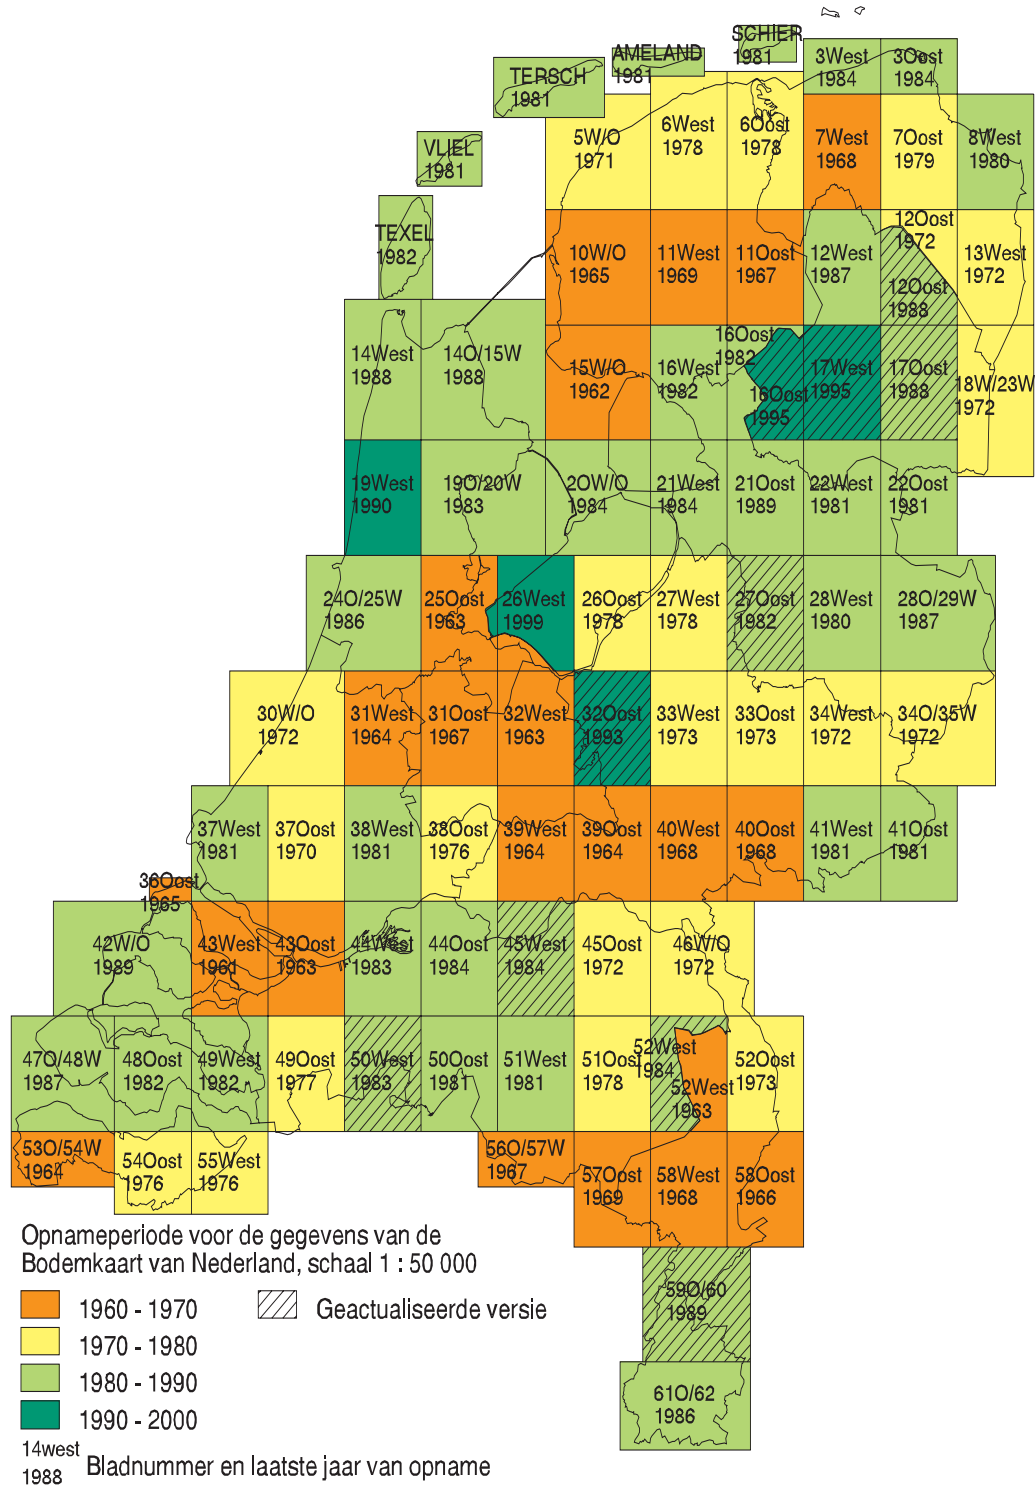 SCHIER
1981
AMELAND
1981
TERSCH
1981
3West
1984
3Oost
1984
VLIEL
1981
5W/O
1971
6West
1978
6Oost
1978
7West
1968
7Oost
1979
8West
1980
TEXEL
1982
10W/O
1965
11West
1969
11Oost
1967
12West
1987
12Oost
1972
12Oost
1988
13West
1972
14West
1988
14O/15W
1988
15W/O
1962
16West
1982
16Oost
1982
16Oost
1995
17West
1995
17Oost
1988
18W/23W
1972
19West
1990
19O/20W
1983
20W/O
1984
21West
1984
21Oost
1989
22West
1981
22Oost
1981
24O/25W
1986
25Oost
1963
26West
1999
26Oost
1978
27West
1978
27Oost
1982
28West
1980
28O/29W
1987
30W/O
1972
31West
1964
31Oost
1967
32West
1963
32Oost
1993
33West
1973
33Oost
1973
34West
1972
34O/35W
1972
37West
1981
37Oost
1970
38West
1981
38Oost
1976
39West
1964
39Oost
1964
40West
1968
40Oost
1968
41West
1981
41Oost
1981
36Oost
1965
42W/O
1989
43West
1961
43Oost
1963
44West
1983
44Oost
1984
45West
1984
45Oost
1972
46W/O
1972
47O/48W
1987
48Oost
1982
49West
1982
49Oost
1977
50West
1983
50Oost
1981
51West
1981
51Oost
1978
52West
1984
52West
1963
52Oost
1973
53O/54W
1964
54Oost
1976
55West
1976
56O/57W
1967
57Oost
1969
58West
1968
58Oost
1966
59O/60
1989
61O/62
1986
Opnameperiode voor de gegevens van de
Bodemkaart van Nederland, schaal 1 : 50 000
1960 - 1970
Geactualiseerde versie
1970 - 1980
1980 - 1990
1990 - 2000
14west
1988
Bladnummer en laatste jaar van opname